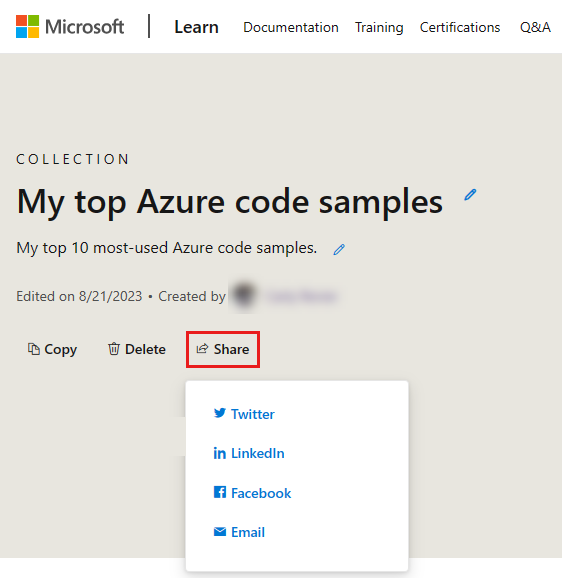 Microsoft | Learn Documentation Training Certifications Q&A
COLLECTION
My top Azure code samples
My top 10 most-used Azure code samples.
Edited on 8/21/2023 • Created by
Copy Delete Share
Twitter
LinkedIn
Facebook
Email